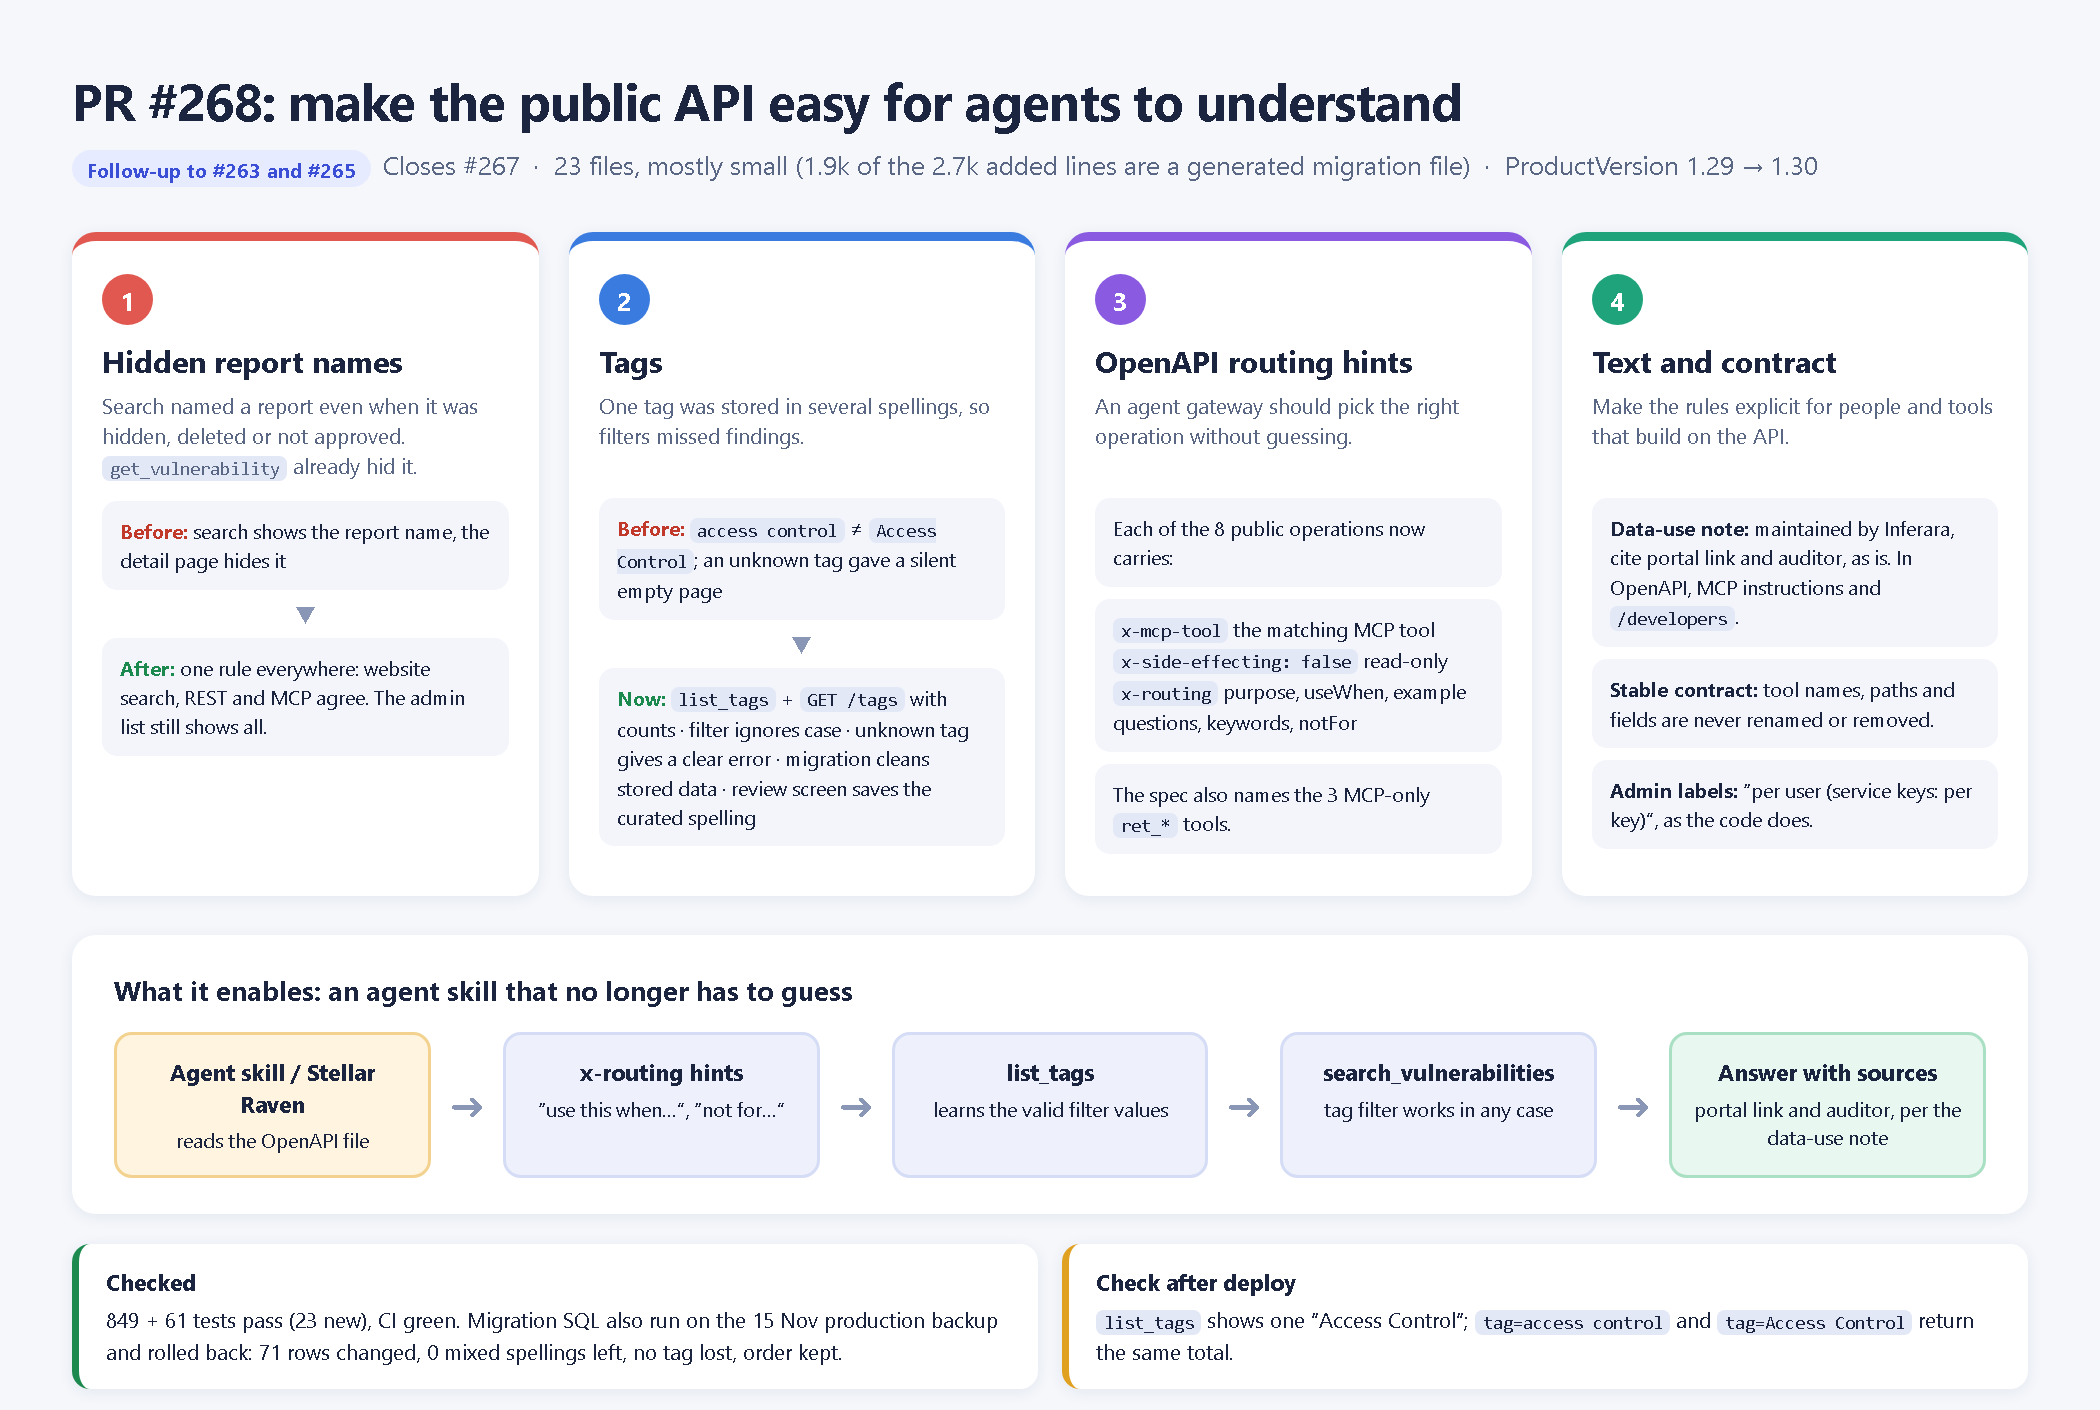 PR #268: make the public API easy for agents to understand
Follow-up to #263 and #265 Closes #267 · 23 files, mostly small (1.9k of the 2.7k added lines are a generated migration file) · ProductVersion 1.29 → 1.30
1
Hidden report names
Search named a report even when it was
hidden, deleted or not approved.
get_vulnerability already hid it.
Before: search shows the report name, the
detail page hides it
▼
After: one rule everywhere: website
search, REST and MCP agree. The admin
list still shows all.
2
Tags
One tag was stored in several spellings, so
filters missed findings.
Before: access control ≠ Access
Control; an unknown tag gave a silent
empty page
▼
Now: list_tags + GET /tags with
counts · filter ignores case · unknown tag
gives a clear error · migration cleans
stored data · review screen saves the
curated spelling
3
OpenAPI routing hints
An agent gateway should pick the right
operation without guessing.
Each of the 8 public operations now
carries:
x-mcp-tool the matching MCP tool
x-side-effecting: false read-only
x-routing purpose, useWhen, example
questions, keywords, notFor
The spec also names the 3 MCP-only
ret_* tools.
4
Text and contract
Make the rules explicit for people and tools
that build on the API.
Data-use note: maintained by Inferara,
cite portal link and auditor, as is. In
OpenAPI, MCP instructions and
/developers.
Stable contract: tool names, paths and
fields are never renamed or removed.
Admin labels: “per user (service keys: per
key)“, as the code does.
What it enables: an agent skill that no longer has to guess
Agent skill / Stellar
Raven
reads the OpenAPI file
→
x-routing hints
“use this when…“, “not for…“
→
list_tags
learns the valid filter values
→
search_vulnerabilities
tag filter works in any case
→
Answer with sources
portal link and auditor, per the
data-use note
Checked
849 + 61 tests pass (23 new), CI green. Migration SQL also run on the 15 Nov production backup
and rolled back: 71 rows changed, 0 mixed spellings left, no tag lost, order kept.
Check after deploy
list_tags shows one “Access Control”; tag=access control and tag=Access Control return
the same total.